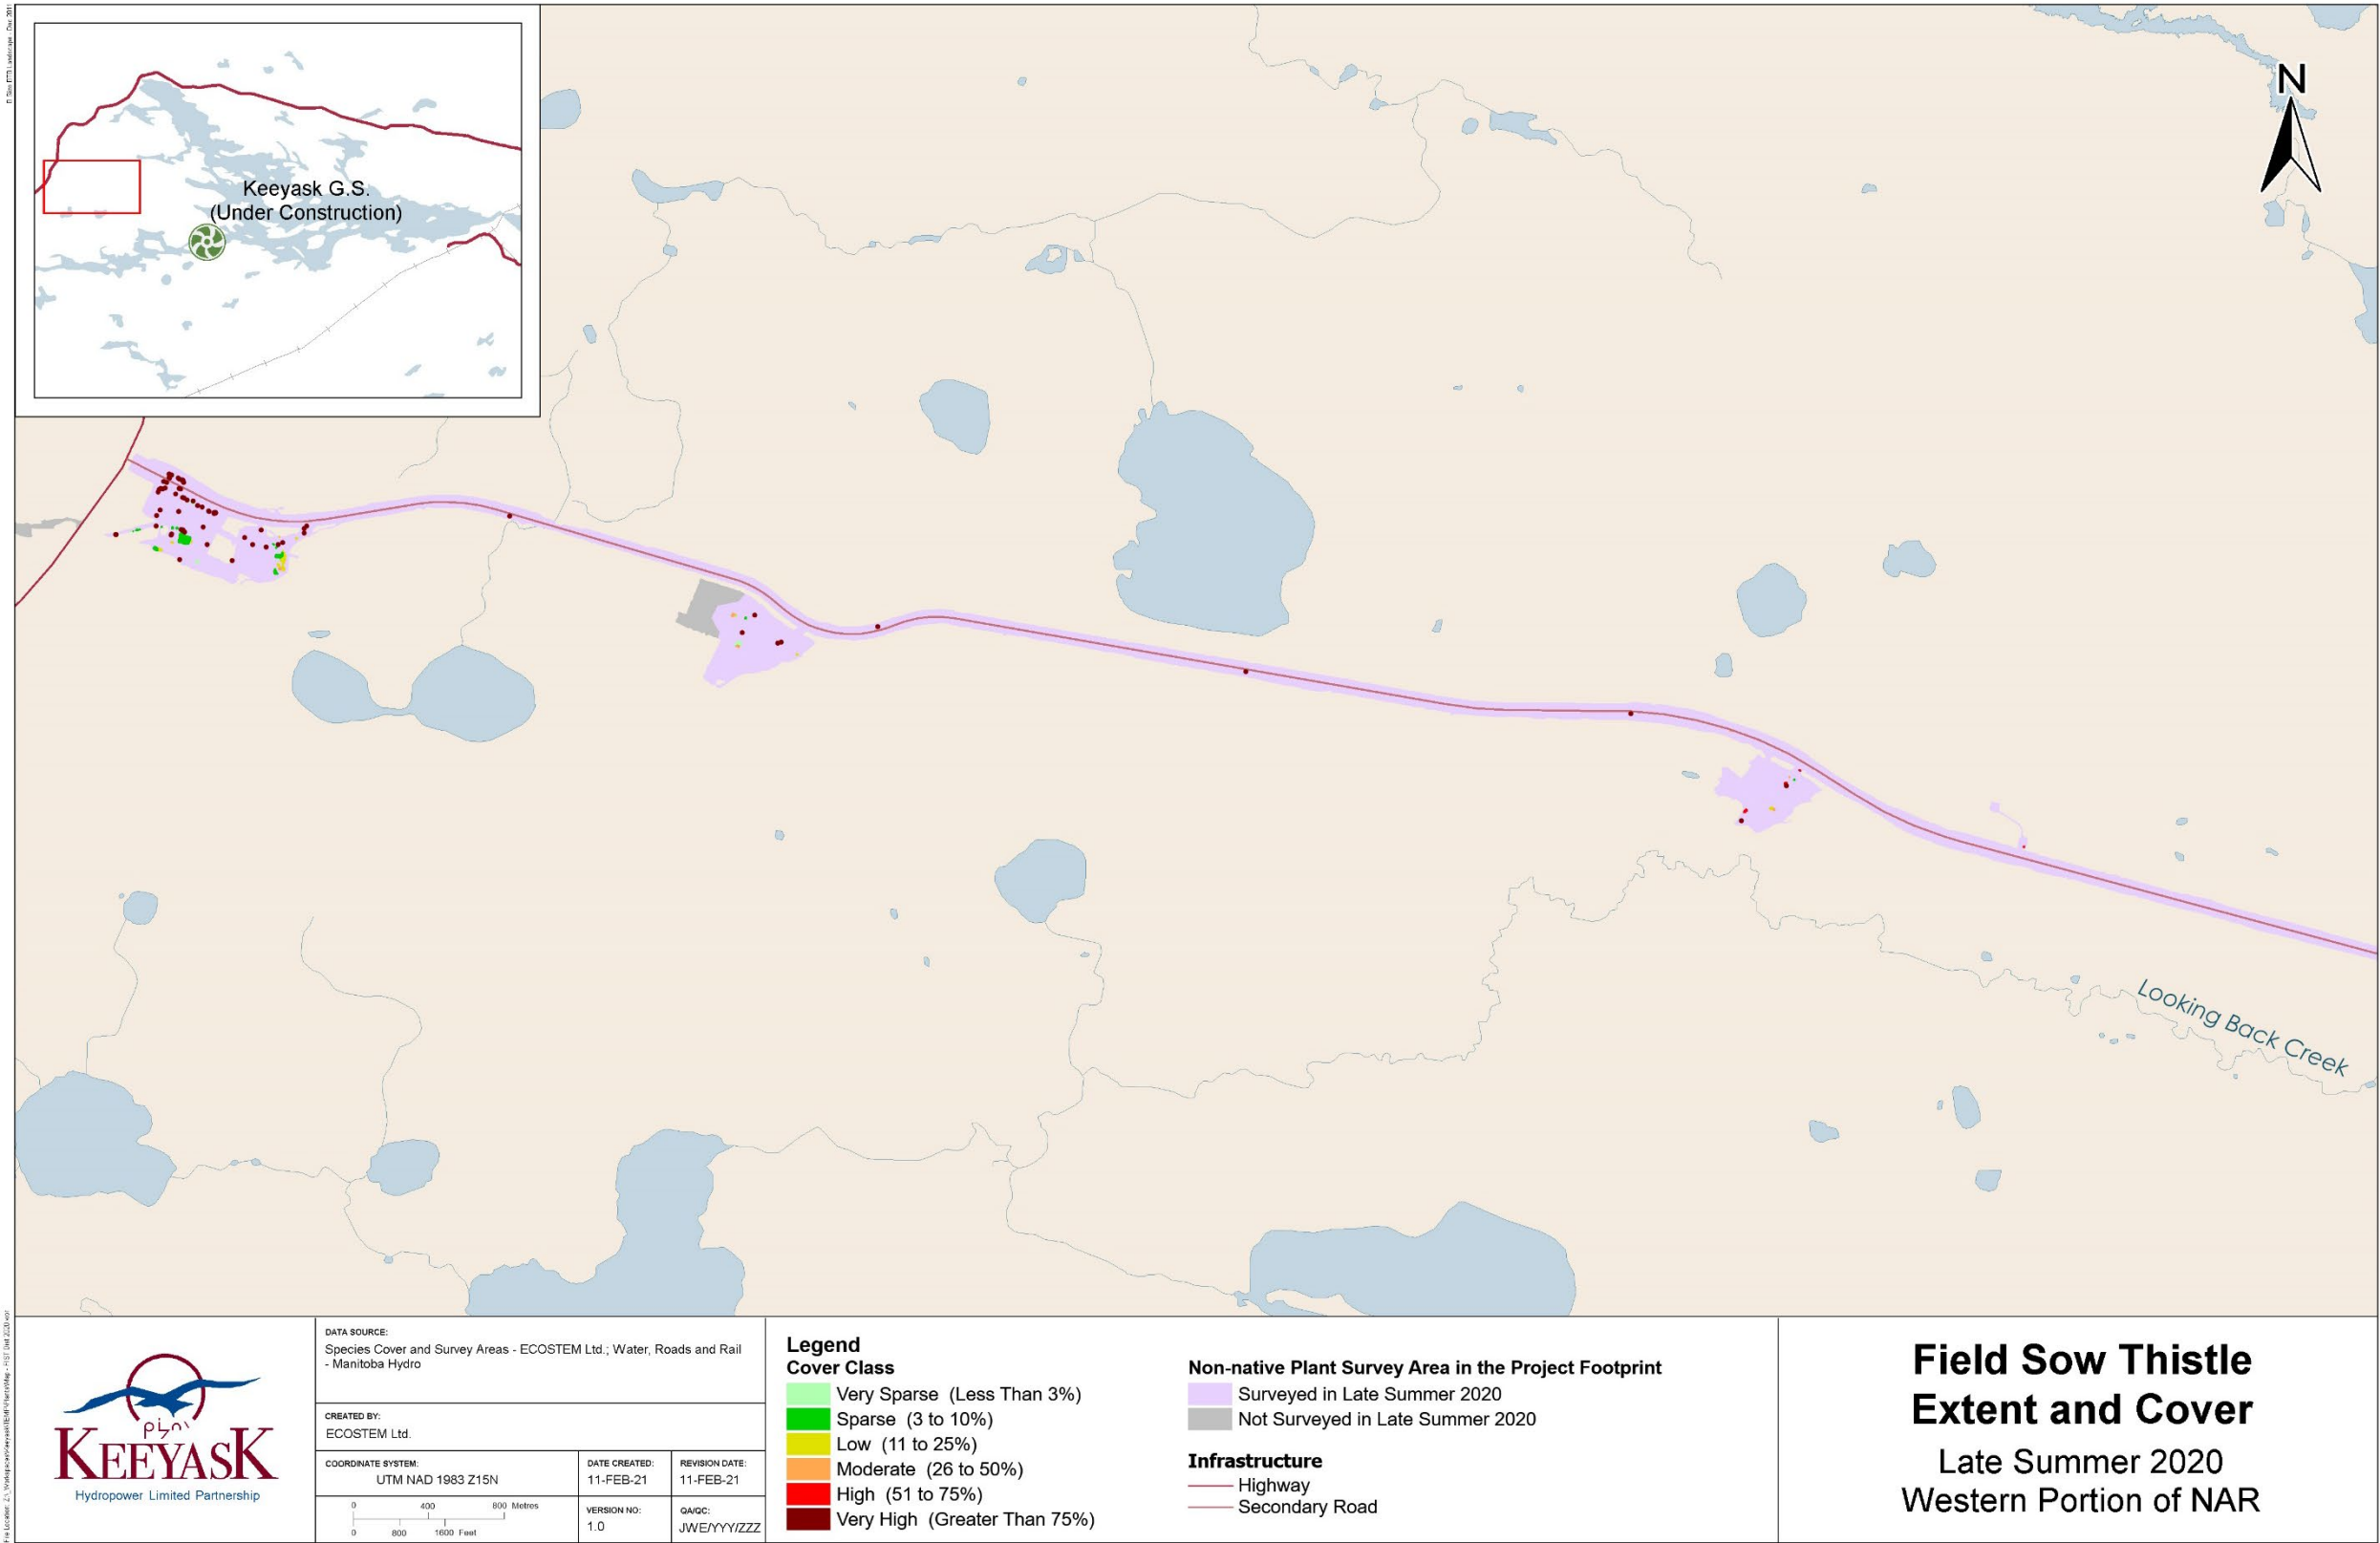 N
Keeyask G.S.
(Under Construction)
Looking Back Creek
KEEYASK
Hydropower Limited Partnership
DATA SOURCE:
Species Cover and Survey Areas - ECOSTEM Ltd.; Water, Roads and Rail
- Manitoba Hydro
CREATED BY:
ECOSTEM Ltd.
COORDINATE SYSTEM:
UTM NAD 1983 Z15N
DATE CREATED:
11-FEB-21
REVISION DATE:
11-FEB-21
0 400 800 Metres
0 800 1600 Feet
VERSION NO:
1.0
QA/QC:
JWE/YYY/ZZZ
Legend
Cover Class
Very Sparse (Less Than 3%)
Sparse (3 to 10%)
Low (11 to 25%)
Moderate (26 to 50%)
High (51 to 75%)
Very High (Greater Than 75%)
Non-native Plant Survey Area in the Project Footprint
Surveyed in Late Summer 2020
Not Surveyed in Late Summer 2020
Infrastructure
Highway
Secondary Road
Field Sow Thistle
Extent and Cover
Late Summer 2020
Western Portion of NAR